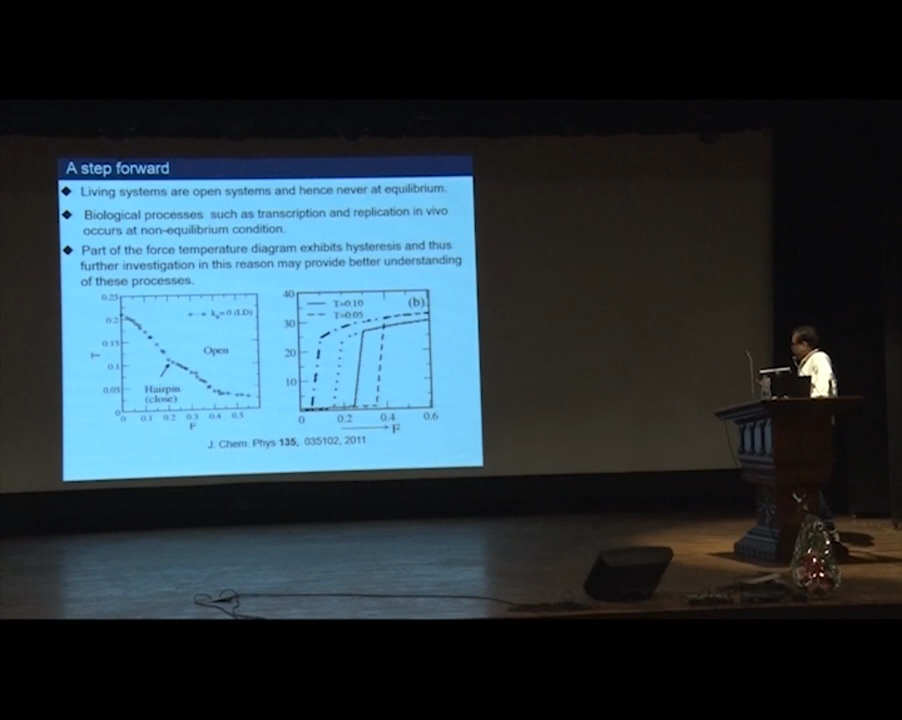 A step forward
Living systems are open systems and hence never at equilibrium.
Biological processes such as transcription and replication in vivo
occurs at non-equilibrium condition.
Part of the force temperature diagram exhibits hysteresis and thus
further investigation in this reason may provide better understanding
of these processes.
0.25
0.2
0.15
0.1
0.05
0
T
=0 (LD)
Open
Hairpin
(close)
0 0.1 0.2 0.3 0.4 0.5
F
40
30
20
10
T=0.10
T=0.05
(b)
0 0.2 0.4 0.6
F
J. Chem. Phys 135, 035102, 2011